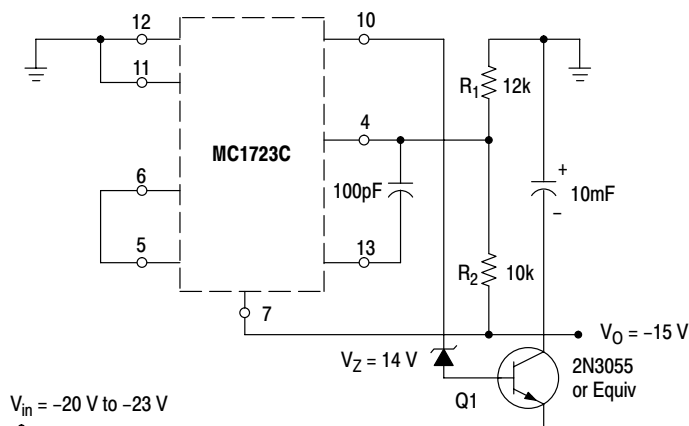 12
10
11
R1
12k
4
MC1723C
6
100pF
+
10mF
–
5
13
R2
10k
7
VO = –15 V
VZ = 14 V
2N3055
or Equiv
Q1
Vin = –20 V to –23 V